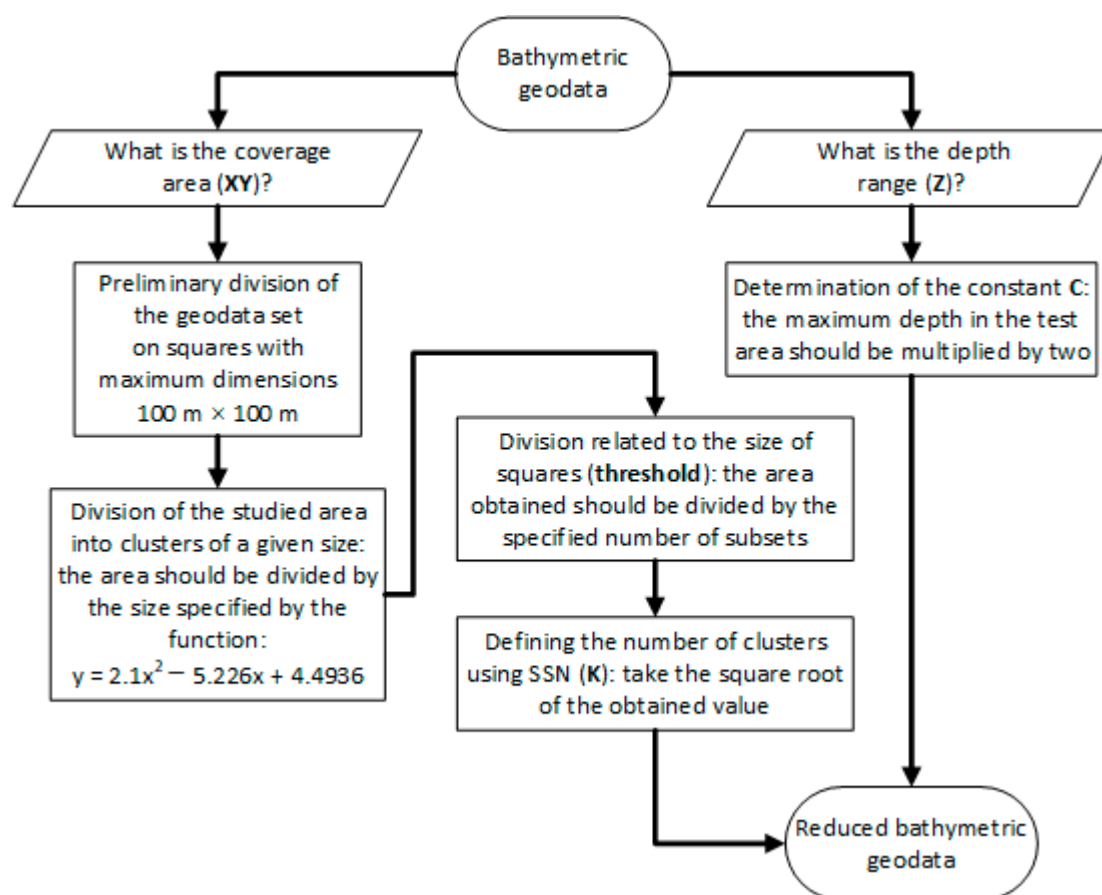 Bathymetric
geodata
What is the coverage
area (XY)?
What is the depth
range (Z)?
Preliminary division of
the geodata set
on squares with
maximum dimensions
100 m × 100 m
Determination of the constant C:
the maximum depth in the test
area should be multiplied by two
Division of the studied area
into clusters of a given size:
the area should be divided by
the size specified by the
function:
y = 2.1x² − 5.226x + 4.4936
Division related to the size of
squares (threshold): the area
obtained should be divided by the
specified number of subsets
Defining the number of clusters
using SSN (K): take the square root
of the obtained value
Reduced bathymetric
geodata